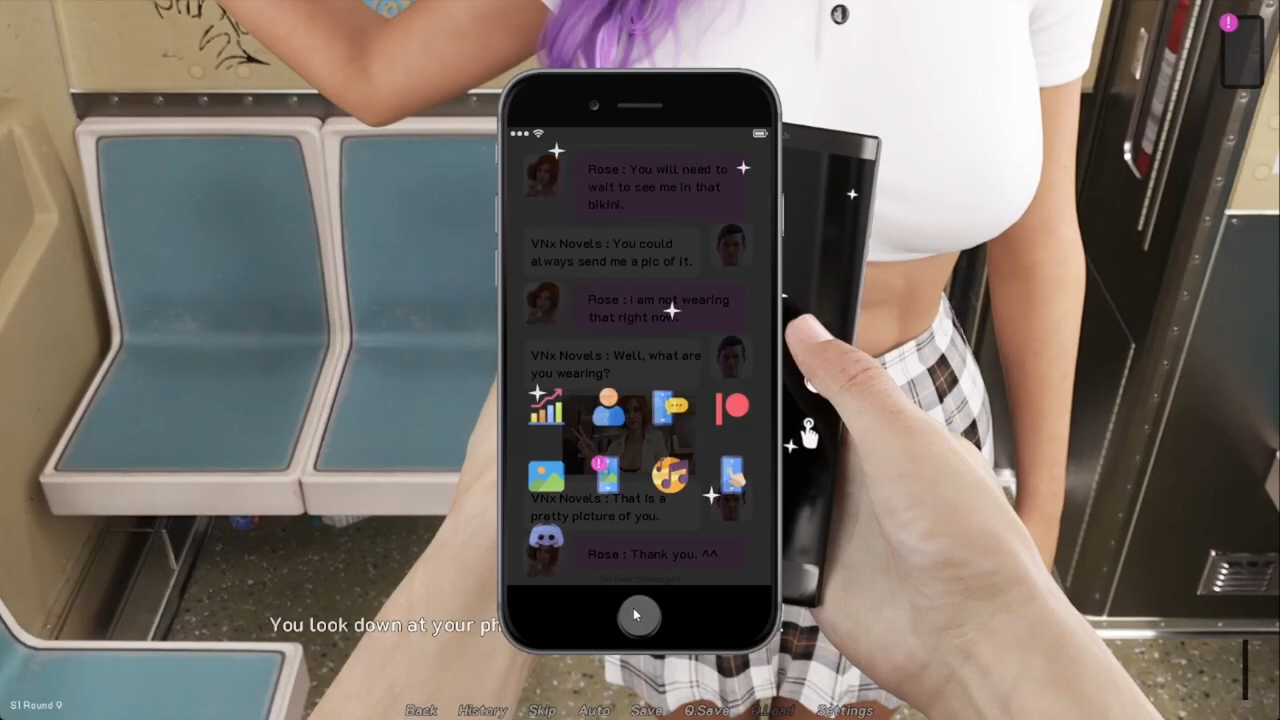 Rose : You will need to
wait to see me in that
bikini.
VNx Novels : You could
always send me a pic of it.
Rose : I am not wearing
that right now.
VNx Novels : Well, what are
you wearing?
VNx Novels : That is a
pretty picture of you.
Rose : Thank you. ^^
You look down at your ph
S1 Round 9
Back History Skip Auto Save Q.Save Q.Load Settings